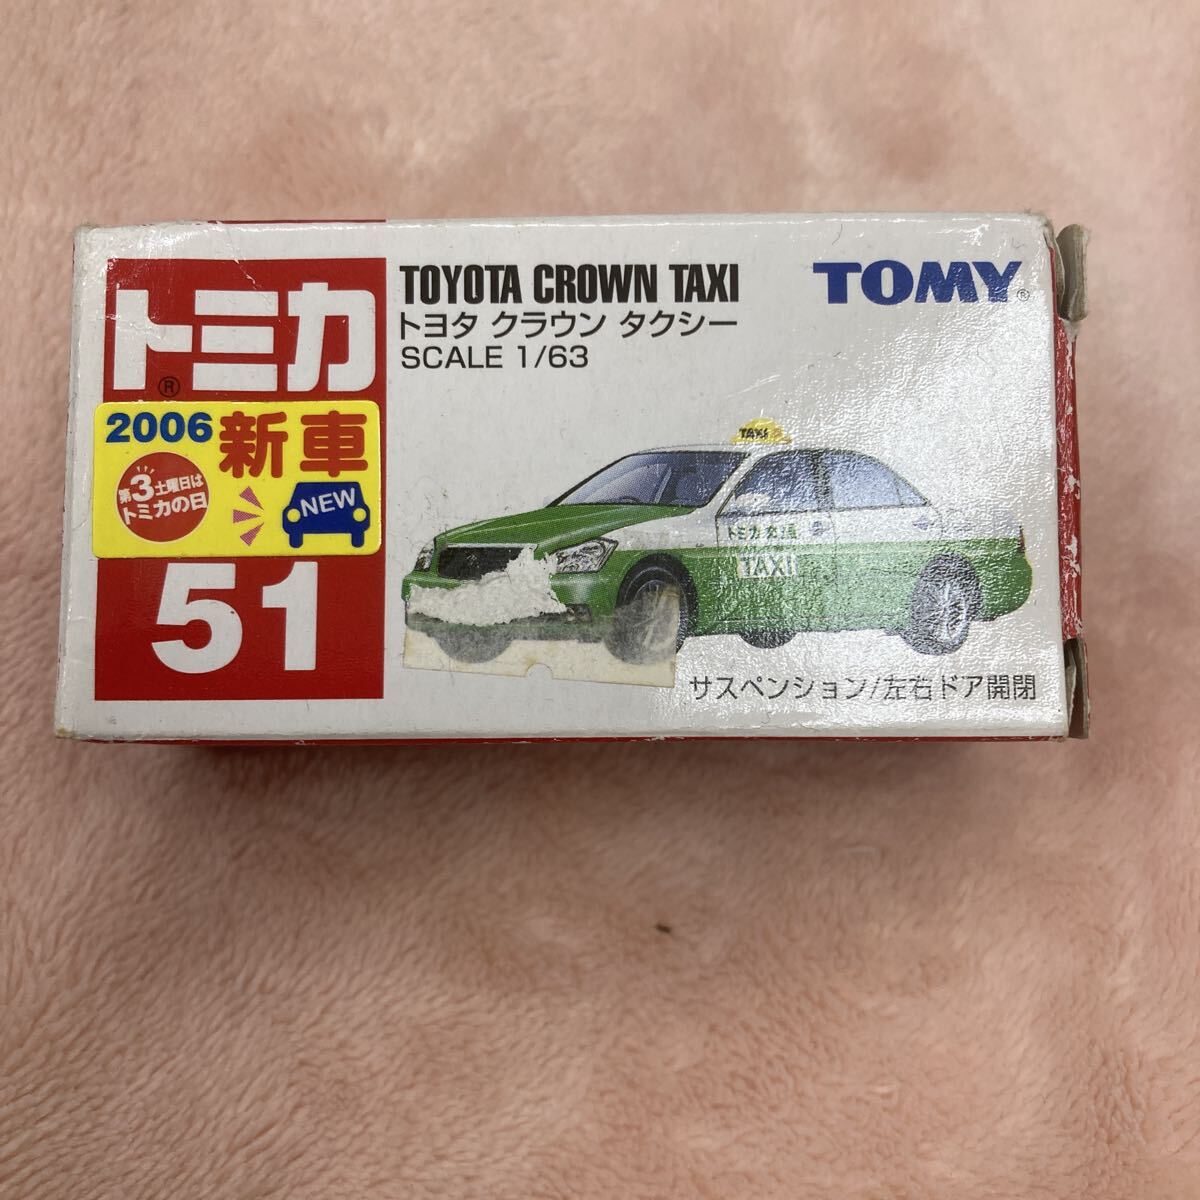 トミカ®
2006 新車
第3土曜日は
トミカの日
NEW
51
TOYOTA CROWN TAXI
トヨタ クラウン タクシー
SCALE 1/63
TOMY®
TAXI
トミカ交通
TAXI
サスペンション/左右ドア開閉